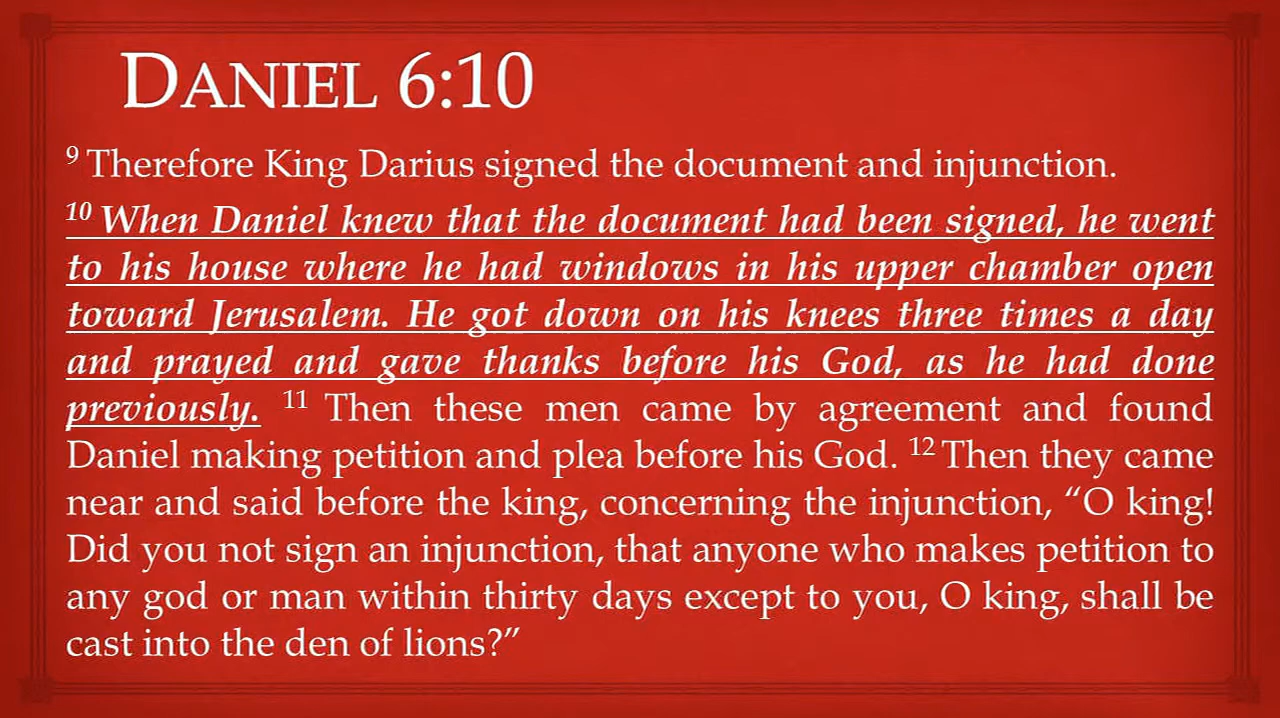 DANIEL 6:10
⁹ Therefore King Darius signed the document and injunction.
¹⁰ When Daniel knew that the document had been signed, he went
to his house where he had windows in his upper chamber open
toward Jerusalem. He got down on his knees three times a day
and prayed and gave thanks before his God, as he had done
previously. ¹¹ Then these men came by agreement and found
Daniel making petition and plea before his God. ¹² Then they came
near and said before the king, concerning the injunction, “O king!
Did you not sign an injunction, that anyone who makes petition to
any god or man within thirty days except to you, O king, shall be
cast into the den of lions?”